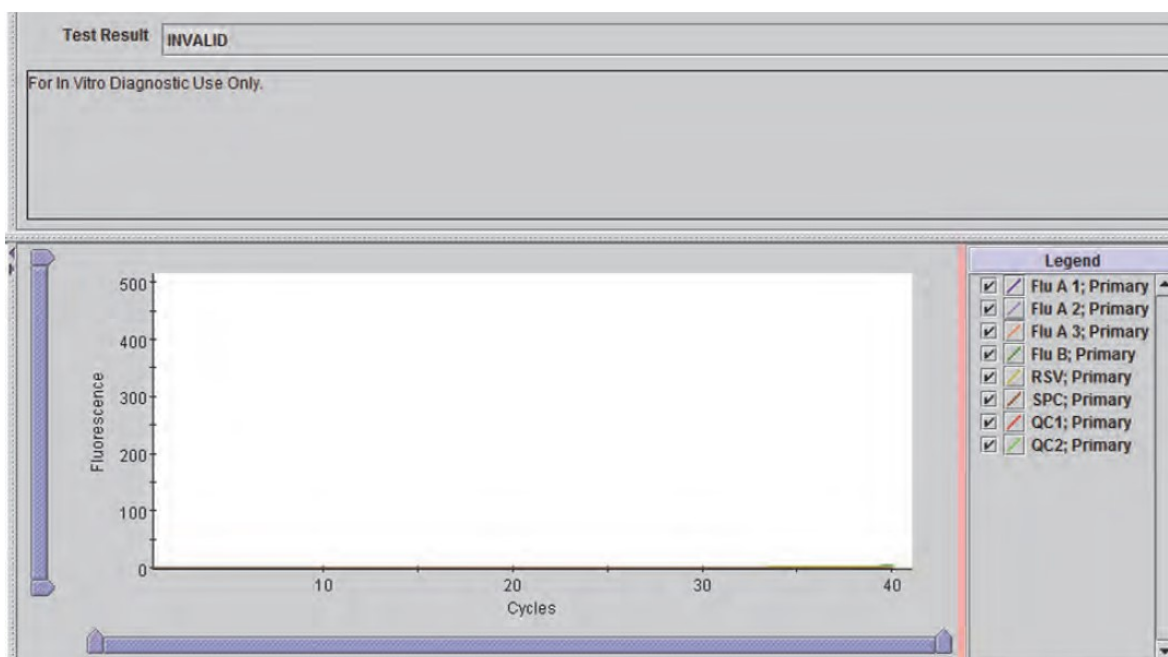 Test Result INVALID
For In Vitro Diagnostic Use Only.
Legend
Flu A 1; Primary
Flu A 2; Primary
Flu A 3; Primary
Flu B; Primary
RSV; Primary
SPC; Primary
QC1; Primary
QC2; Primary
Fluorescence
500
400
300
200
100
0
10 20 30 40
Cycles